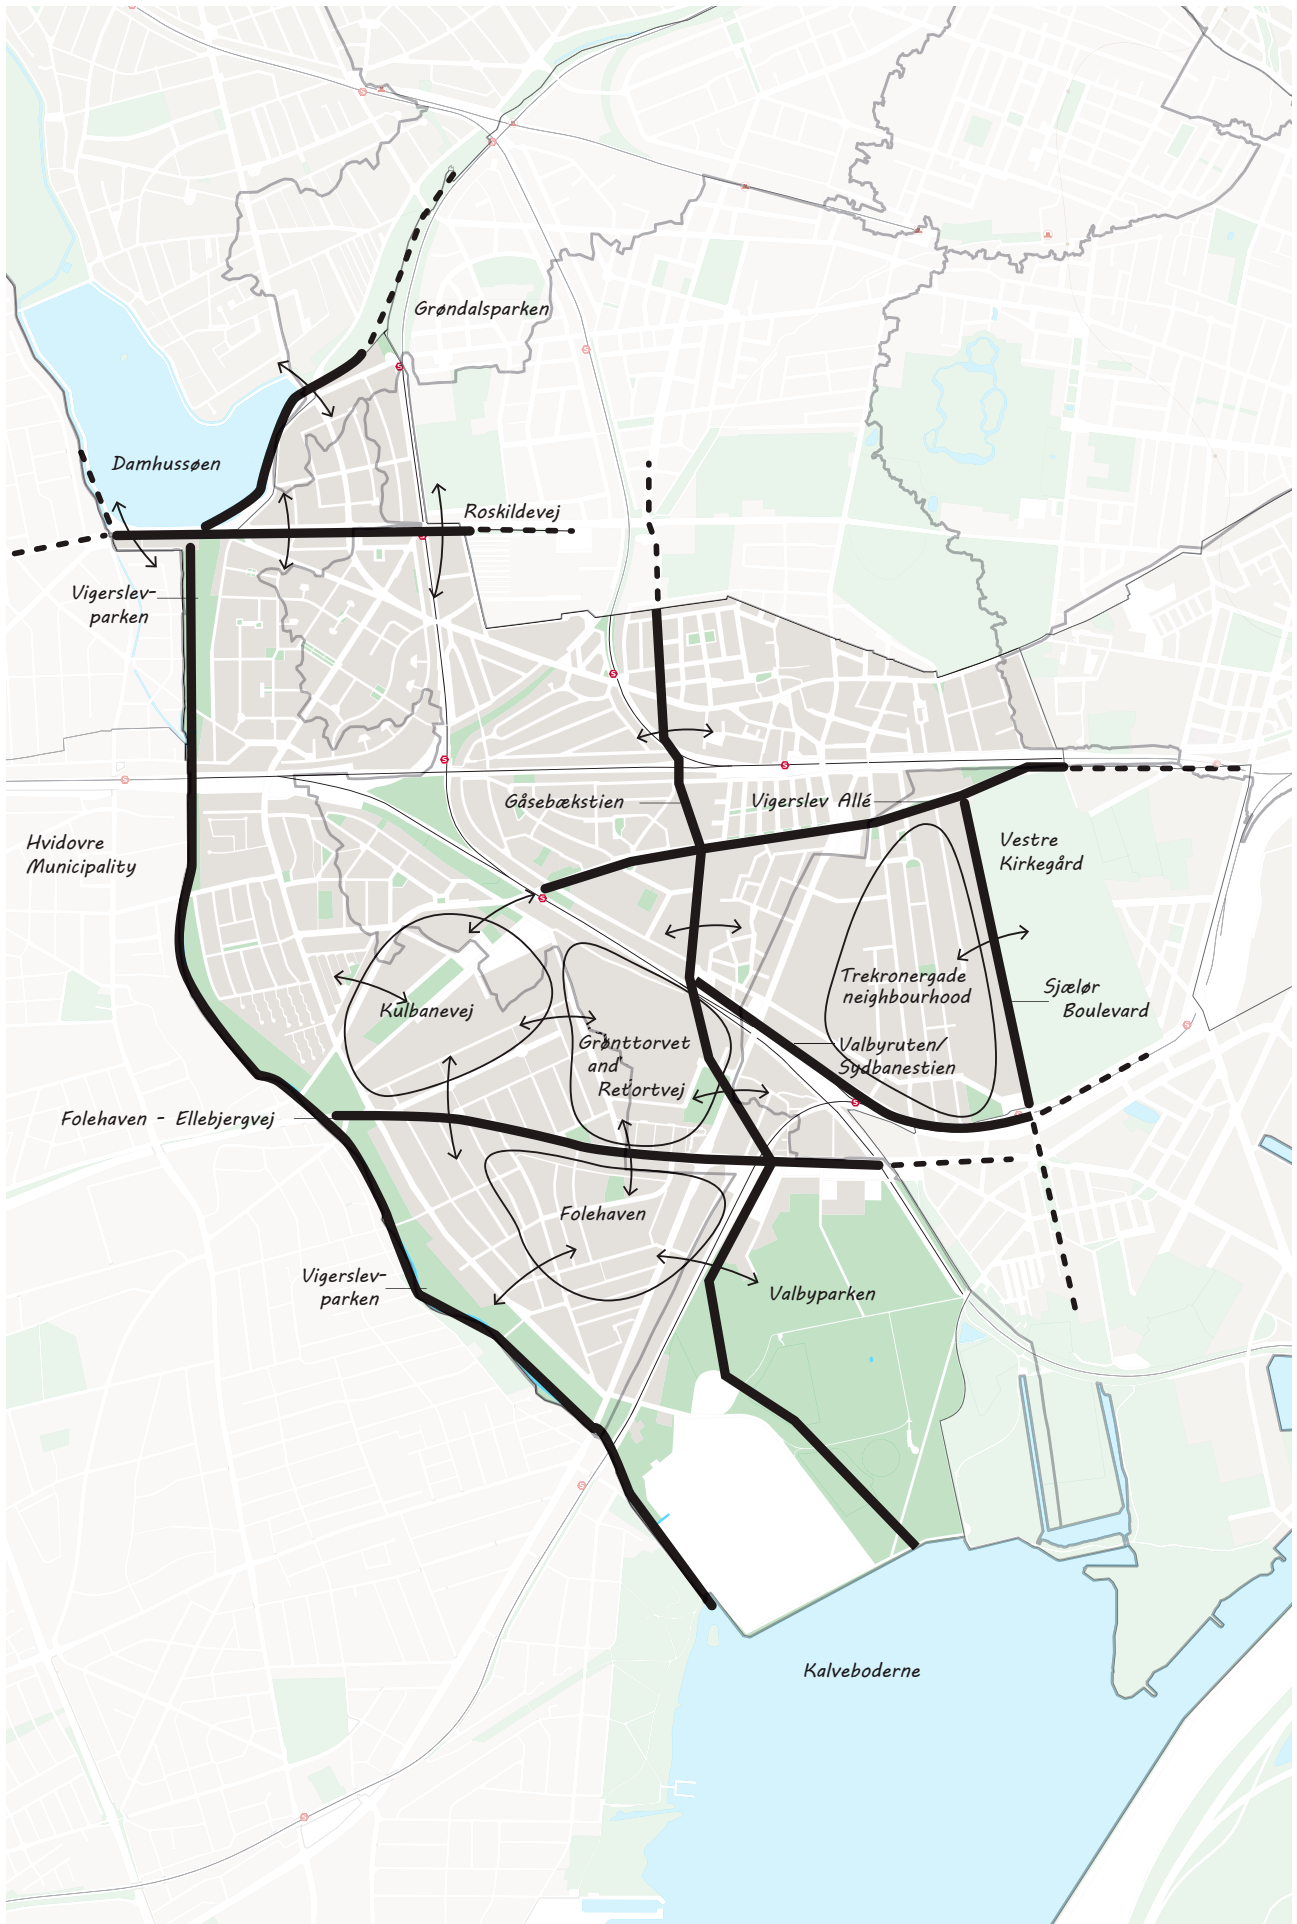 Grøndalsparken
Damhussøen
Roskildevej
Vigerslev-
parken
Gåsebækstien
Vigerslev Allé
Hvidovre
Municipality
Vestre
Kirkegård
Trekronergade
neighbourhood
Sjælør
Boulevard
Kulbanevej
Grønttorvet
and
Retortvej
Valbyruten/
Sydbanestien
Folehaven - Ellebjergvej
Folehaven
Vigerslev-
parken
Valbyparken
Kalveboderne